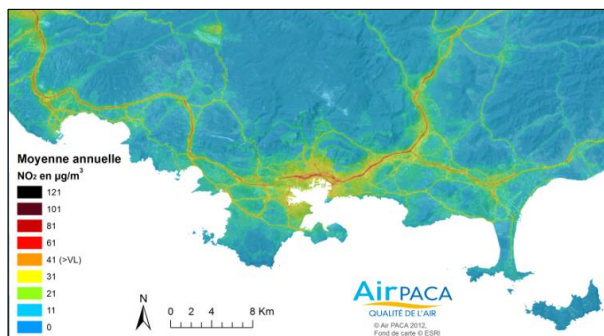 Moyenne annuelle
NO₂ en µg/m³
121
101
81
61
41 (>VL)
31
21
11
0
N
0 2 4 8 Km
AirPACA
QUALITÉ DE L'AIR
© Air PACA 2012,
Fond de carte © ESRI